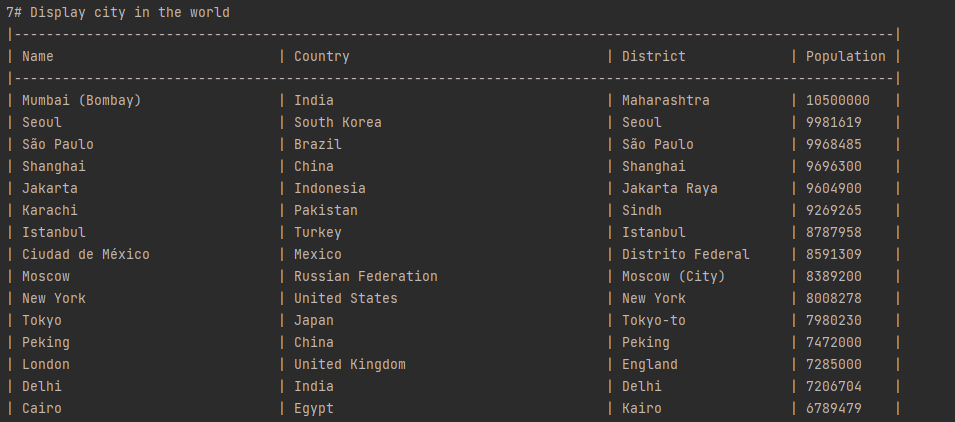 7# Display city in the world
|--------------------------------------------------------------------------------------------------------------|
| Name                            | Country                                | District             | Population |
|--------------------------------------------------------------------------------------------------------------|
| Mumbai (Bombay)                 | India                                  | Maharashtra          | 10500000   |
| Seoul                           | South Korea                            | Seoul                | 9981619    |
| São Paulo                       | Brazil                                 | São Paulo            | 9968485    |
| Shanghai                        | China                                  | Shanghai             | 9696300    |
| Jakarta                         | Indonesia                              | Jakarta Raya         | 9604900    |
| Karachi                         | Pakistan                               | Sindh                | 9269265    |
| Istanbul                        | Turkey                                 | Istanbul             | 8787958    |
| Ciudad de México                | Mexico                                 | Distrito Federal     | 8591309    |
| Moscow                          | Russian Federation                     | Moscow (City)        | 8389200    |
| New York                        | United States                          | New York             | 8008278    |
| Tokyo                           | Japan                                  | Tokyo-to             | 7980230    |
| Peking                          | China                                  | Peking               | 7472000    |
| London                          | United Kingdom                         | England              | 7285000    |
| Delhi                           | India                                  | Delhi                | 7206704    |
| Cairo                           | Egypt                                  | Kairo                | 6789479    |